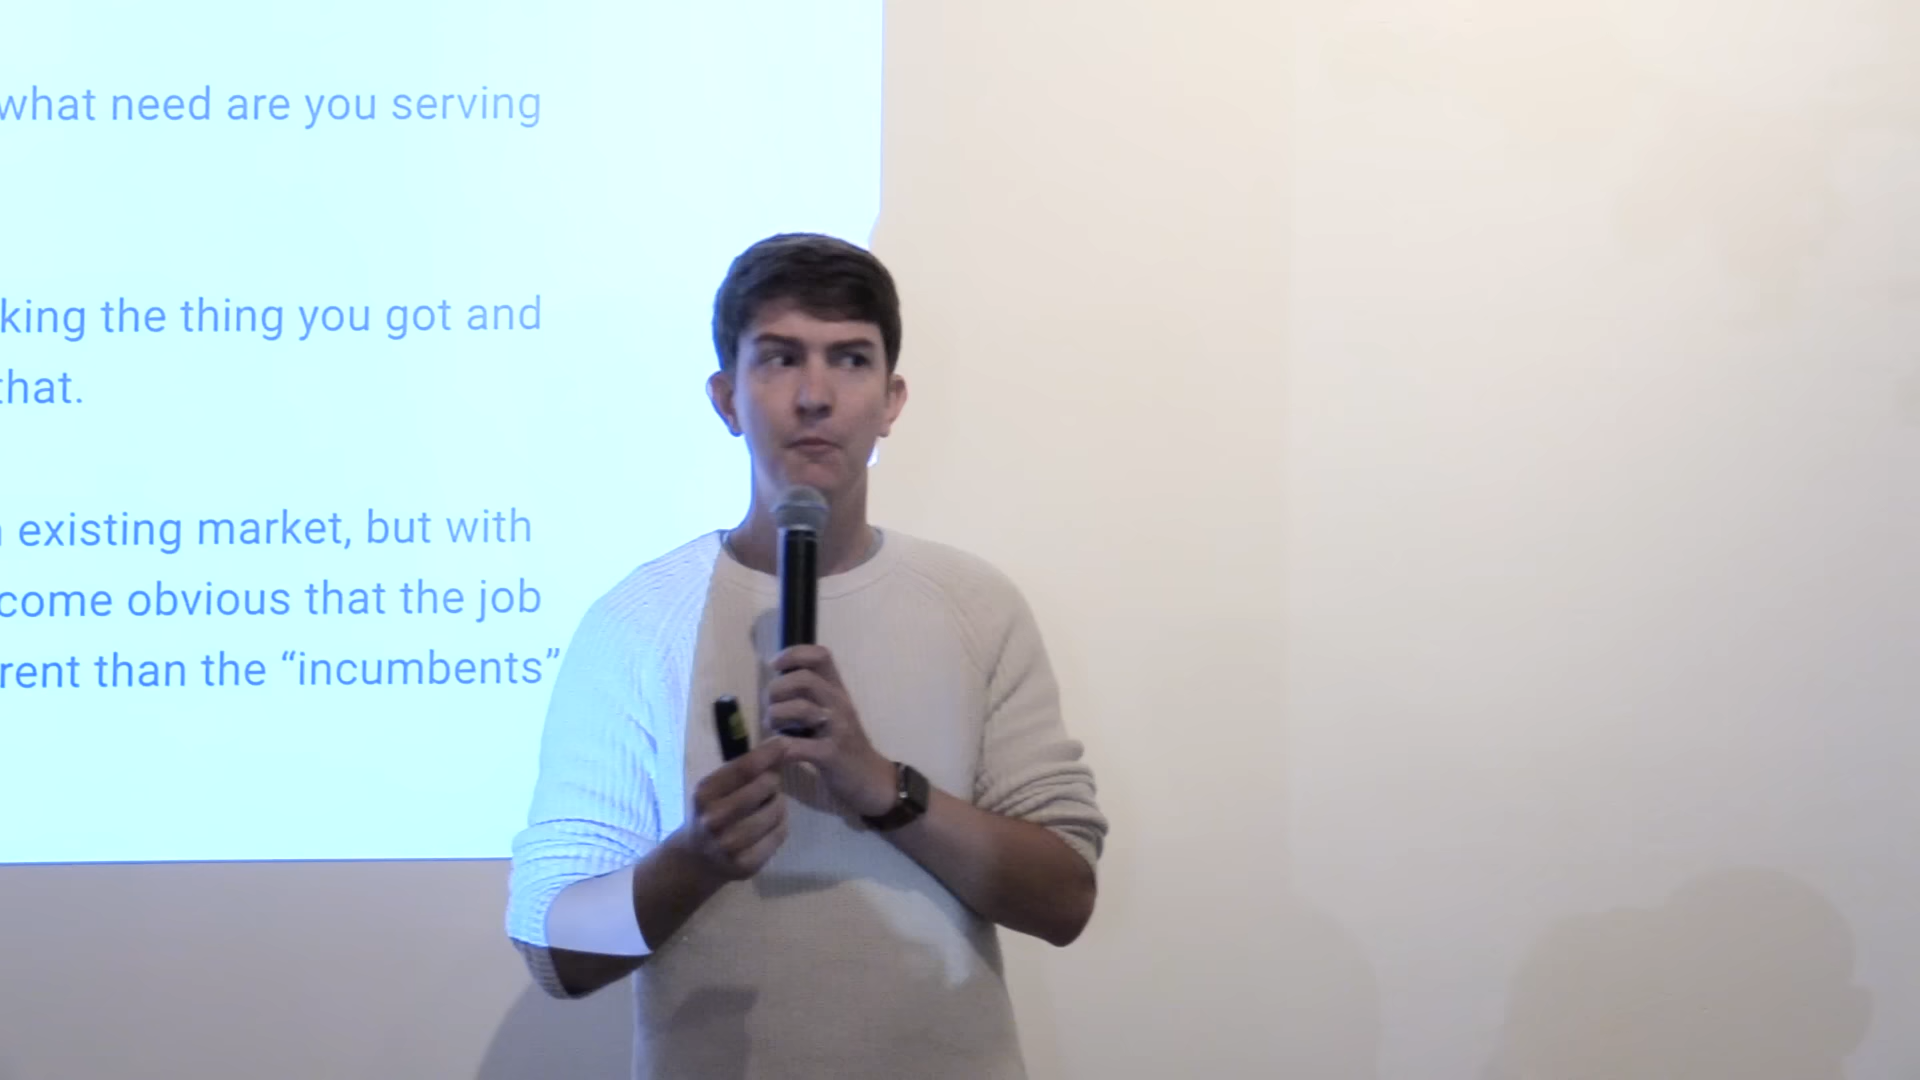 what need are you serving
king the thing you got and
that.
existing market, but with
come obvious that the job
rent than the “incumbents”